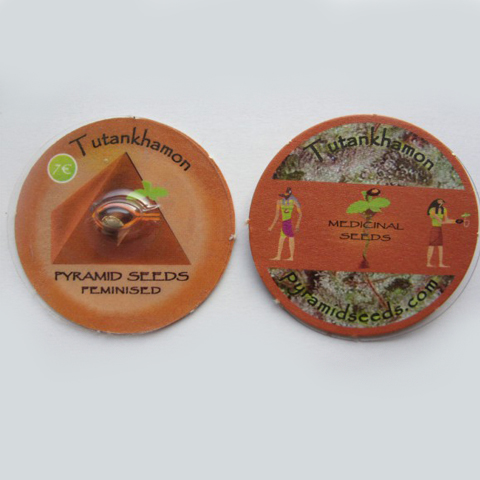 Tutankhamon
7€
PYRAMID SEEDS
FEMINISED
Tutankhamon
MEDICINAL
SEEDS
Pyramidseeds.com